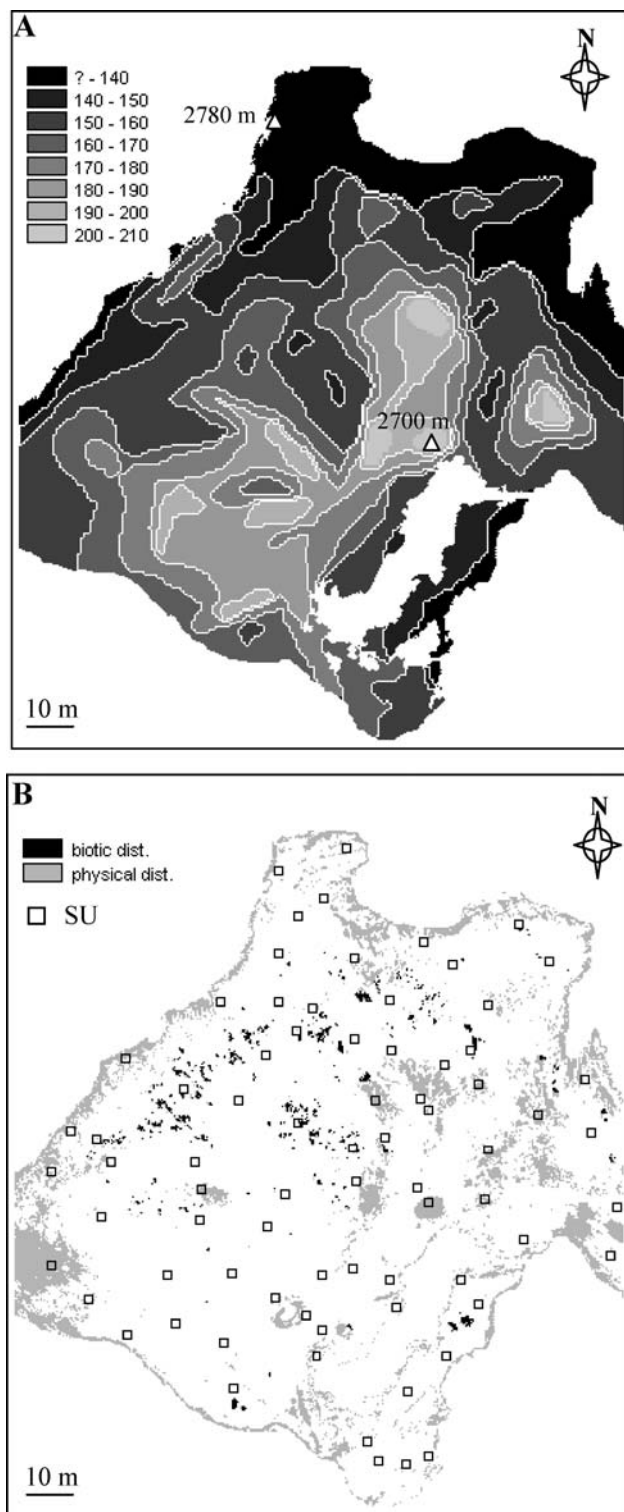 A
N
? - 140
140 - 150
150 - 160
160 - 170
170 - 180
180 - 190
190 - 200
200 - 210
2780 m
2700 m
10 m
B
N
biotic dist.
physical dist.
SU
10 m